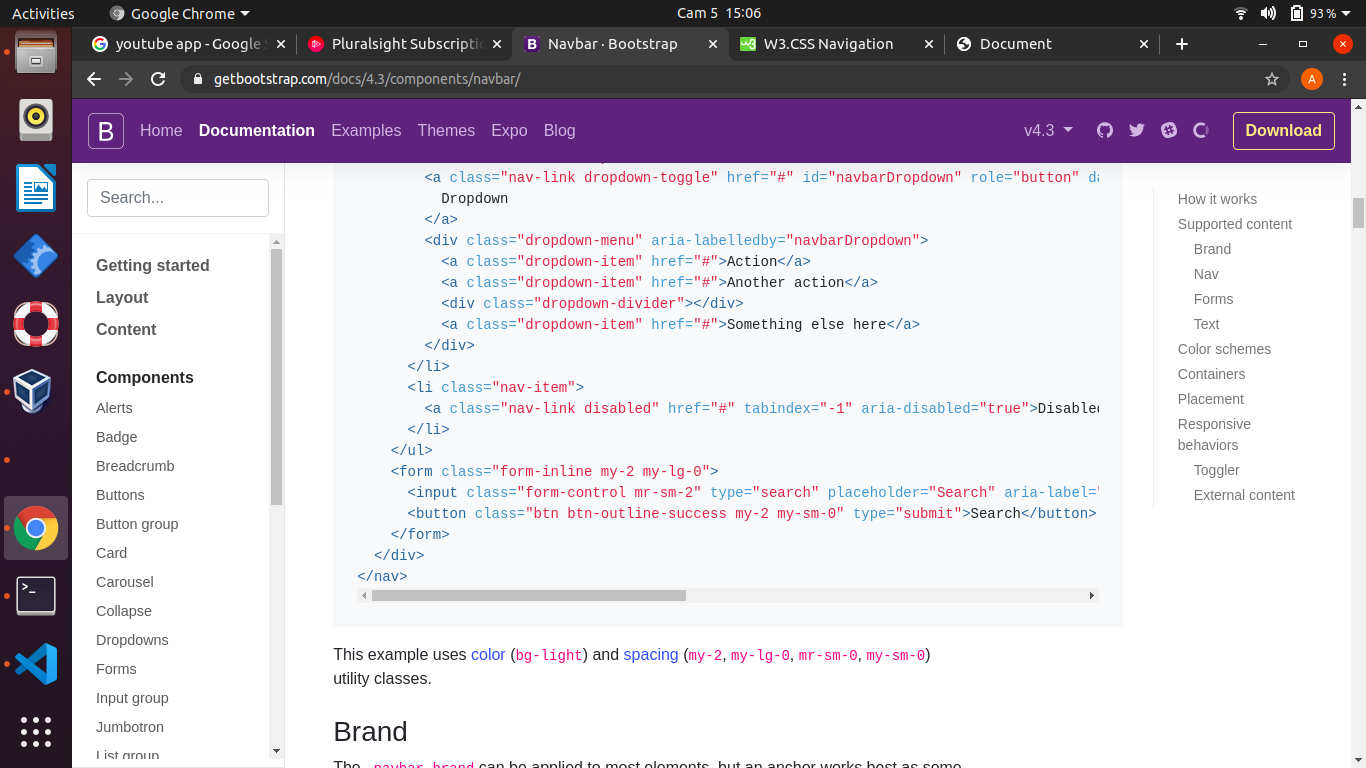 Activities
Google Chrome
Cam 5 15:06
93 %
youtube app - Google S
Pluralsight Subscriptio
Navbar · Bootstrap
W3.CSS Navigation
Document
getbootstrap.com/docs/4.3/components/navbar/
A
B
Home
Documentation
Examples
Themes
Expo
Blog
v4.3
Download
Search...
Getting started
Layout
Content
Components
Alerts
Badge
Breadcrumb
Buttons
Button group
Card
Carousel
Collapse
Dropdowns
Forms
Input group
Jumbotron
List group
<a class="nav-link dropdown-toggle" href="#" id="navbarDropdown" role="button" da
Dropdown
</a>
<div class="dropdown-menu" aria-labelledby="navbarDropdown">
<a class="dropdown-item" href="#">Action</a>
<a class="dropdown-item" href="#">Another action</a>
<div class="dropdown-divider"></div>
<a class="dropdown-item" href="#">Something else here</a>
</div>
</li>
<li class="nav-item">
<a class="nav-link disabled" href="#" tabindex="-1" aria-disabled="true">Disabled
</li>
</ul>
<form class="form-inline my-2 my-lg-0">
<input class="form-control mr-sm-2" type="search" placeholder="Search" aria-label="
<button class="btn btn-outline-success my-2 my-sm-0" type="submit">Search</button>
</form>
</div>
</nav>
This example uses color (bg-light) and spacing (my-2, my-lg-0, mr-sm-0, my-sm-0)
utility classes.
Brand
The .navbar-brand can be applied to most elements, but an anchor works best as some
How it works
Supported content
Brand
Nav
Forms
Text
Color schemes
Containers
Placement
Responsive
behaviors
Toggler
External content